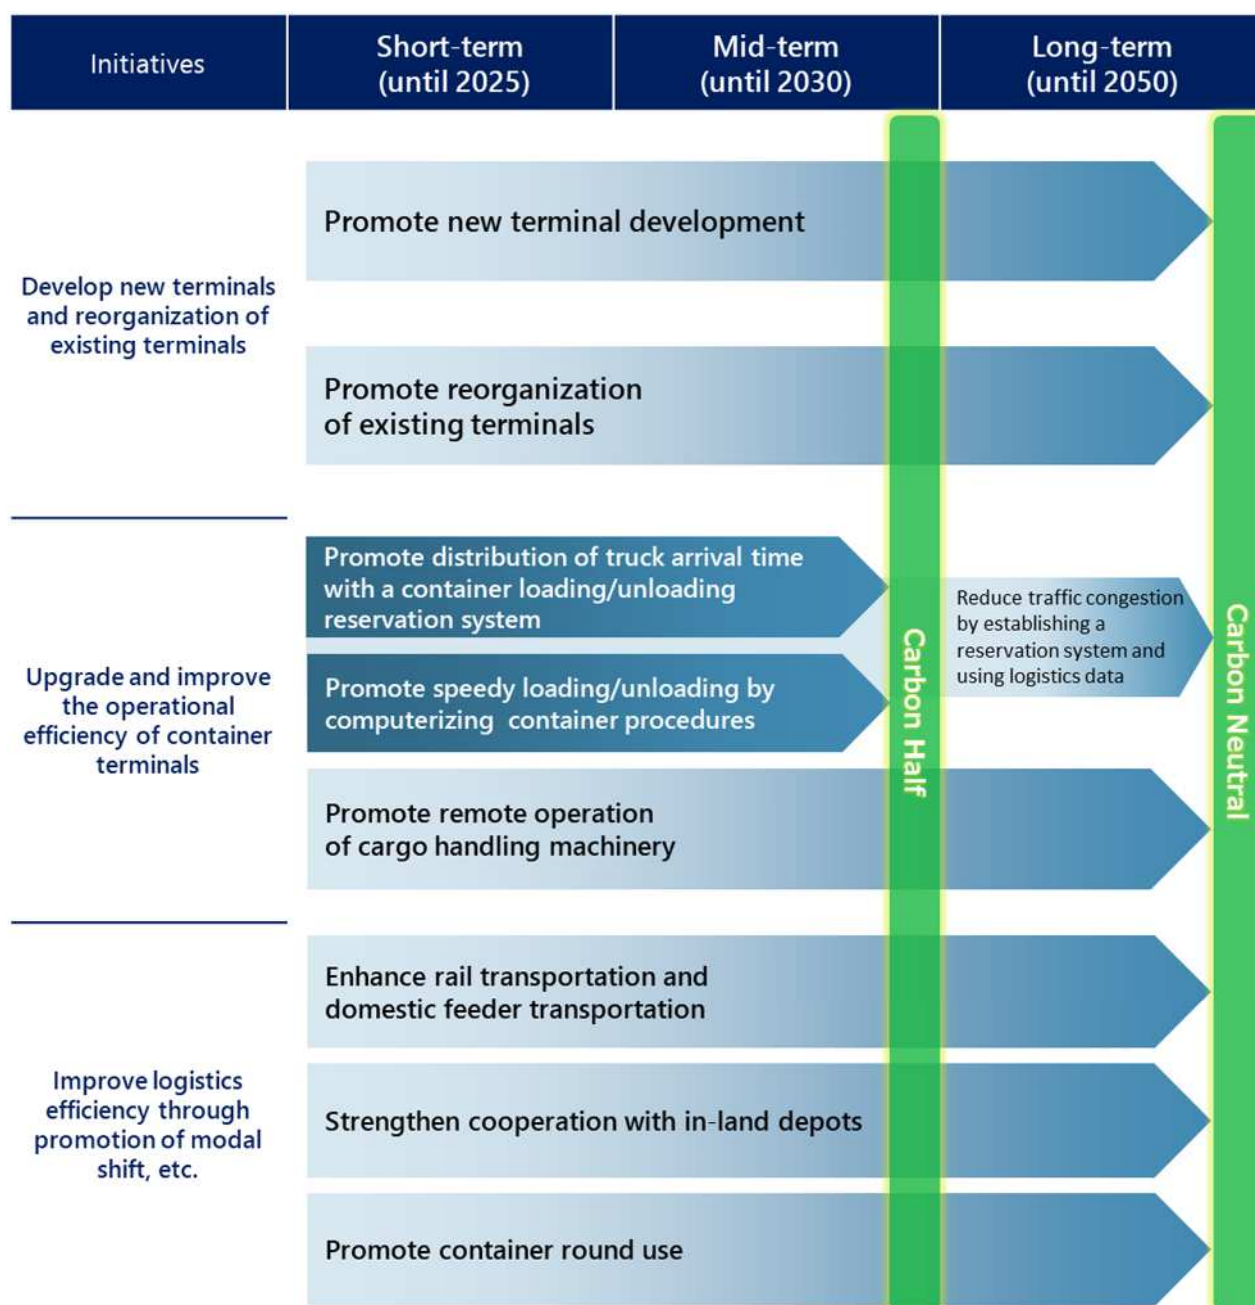 Initiatives
Short-term
(until 2025)
Mid-term
(until 2030)
Long-term
(until 2050)
Develop new terminals
and reorganization of
existing terminals
Promote new terminal development
Promote reorganization
of existing terminals
Upgrade and improve
the operational
efficiency of container
terminals
Promote distribution of truck arrival time
with a container loading/unloading
reservation system
Promote speedy loading/unloading by
computerizing container procedures
Reduce traffic congestion
by establishing a
reservation system and
using logistics data
Promote remote operation
of cargo handling machinery
Improve logistics
efficiency through
promotion of modal
shift, etc.
Enhance rail transportation and
domestic feeder transportation
Strengthen cooperation with in-land depots
Promote container round use
Carbon Half
Carbon Neutral